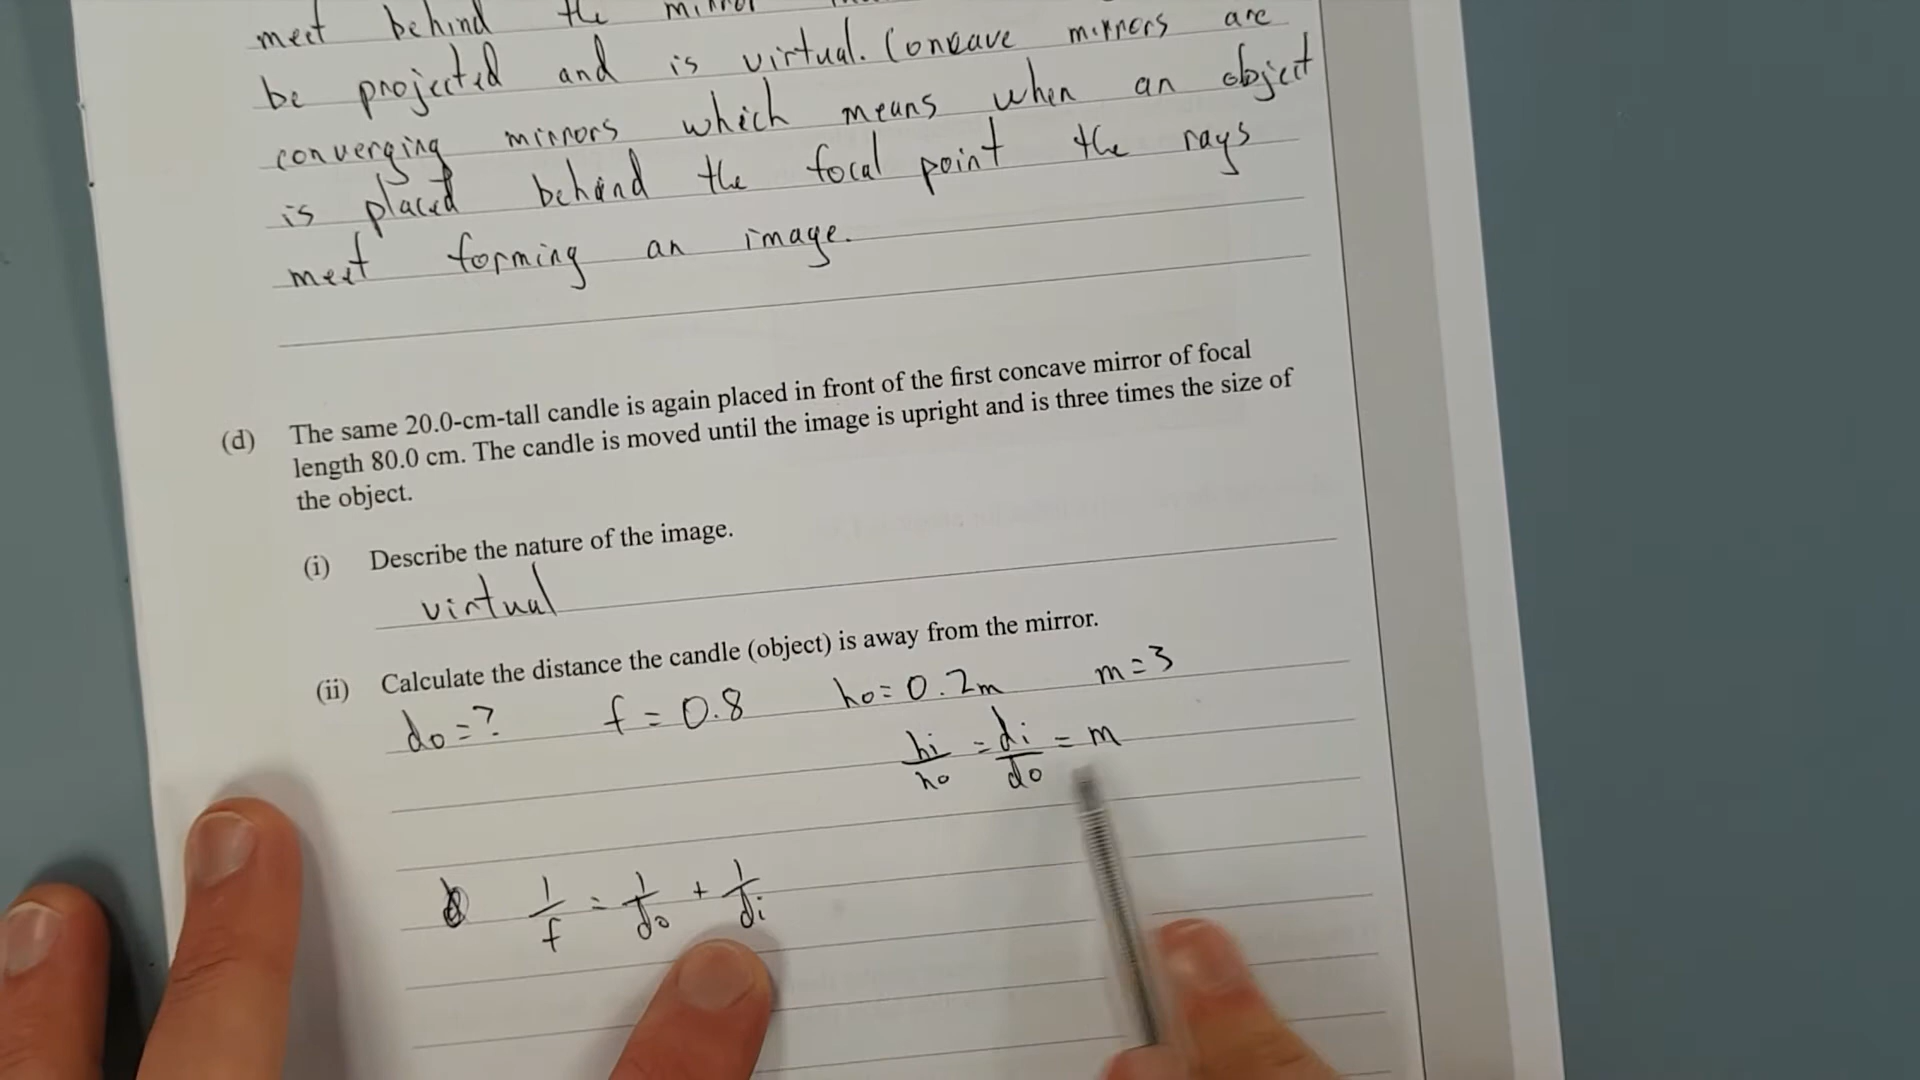 meet behind the mirror
be projected and is virtual. Concave mirrors are
converging mirrors which means when an object
is placed behind the focal point the rays
meet forming an image.
(d) The same 20.0-cm-tall candle is again placed in front of the first concave mirror of focal
length 80.0 cm. The candle is moved until the image is upright and is three times the size of
the object.
(i) Describe the nature of the image.
virtual
(ii) Calculate the distance the candle (object) is away from the mirror.
do=? f = 0.8 ho=0.2m m=3
hi/ho = di/do = m
1/f = 1/do + 1/di